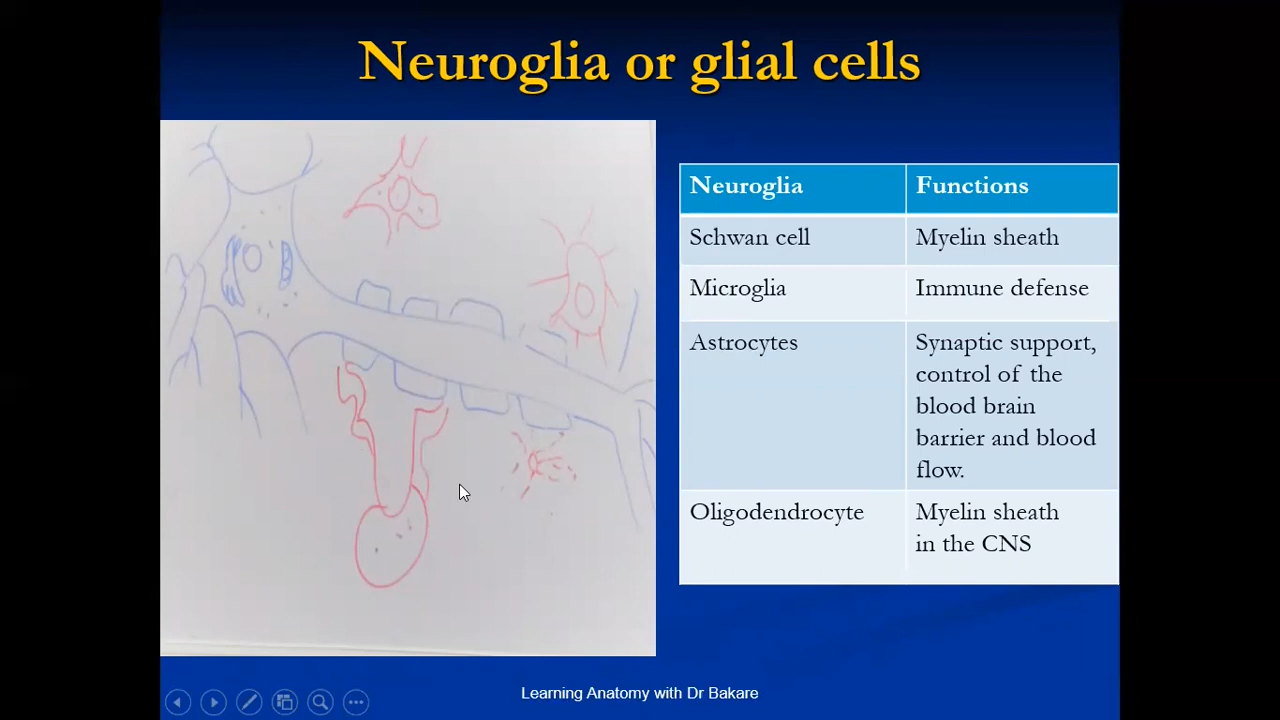 Neuroglia or glial cells
Neuroglia
Functions
Schwan cell
Myelin sheath
Microglia
Immune defense
Astrocytes
Synaptic support,
control of the
blood brain
barrier and blood
flow.
Oligodendrocyte
Myelin sheath
in the CNS
Learning Anatomy with Dr Bakare